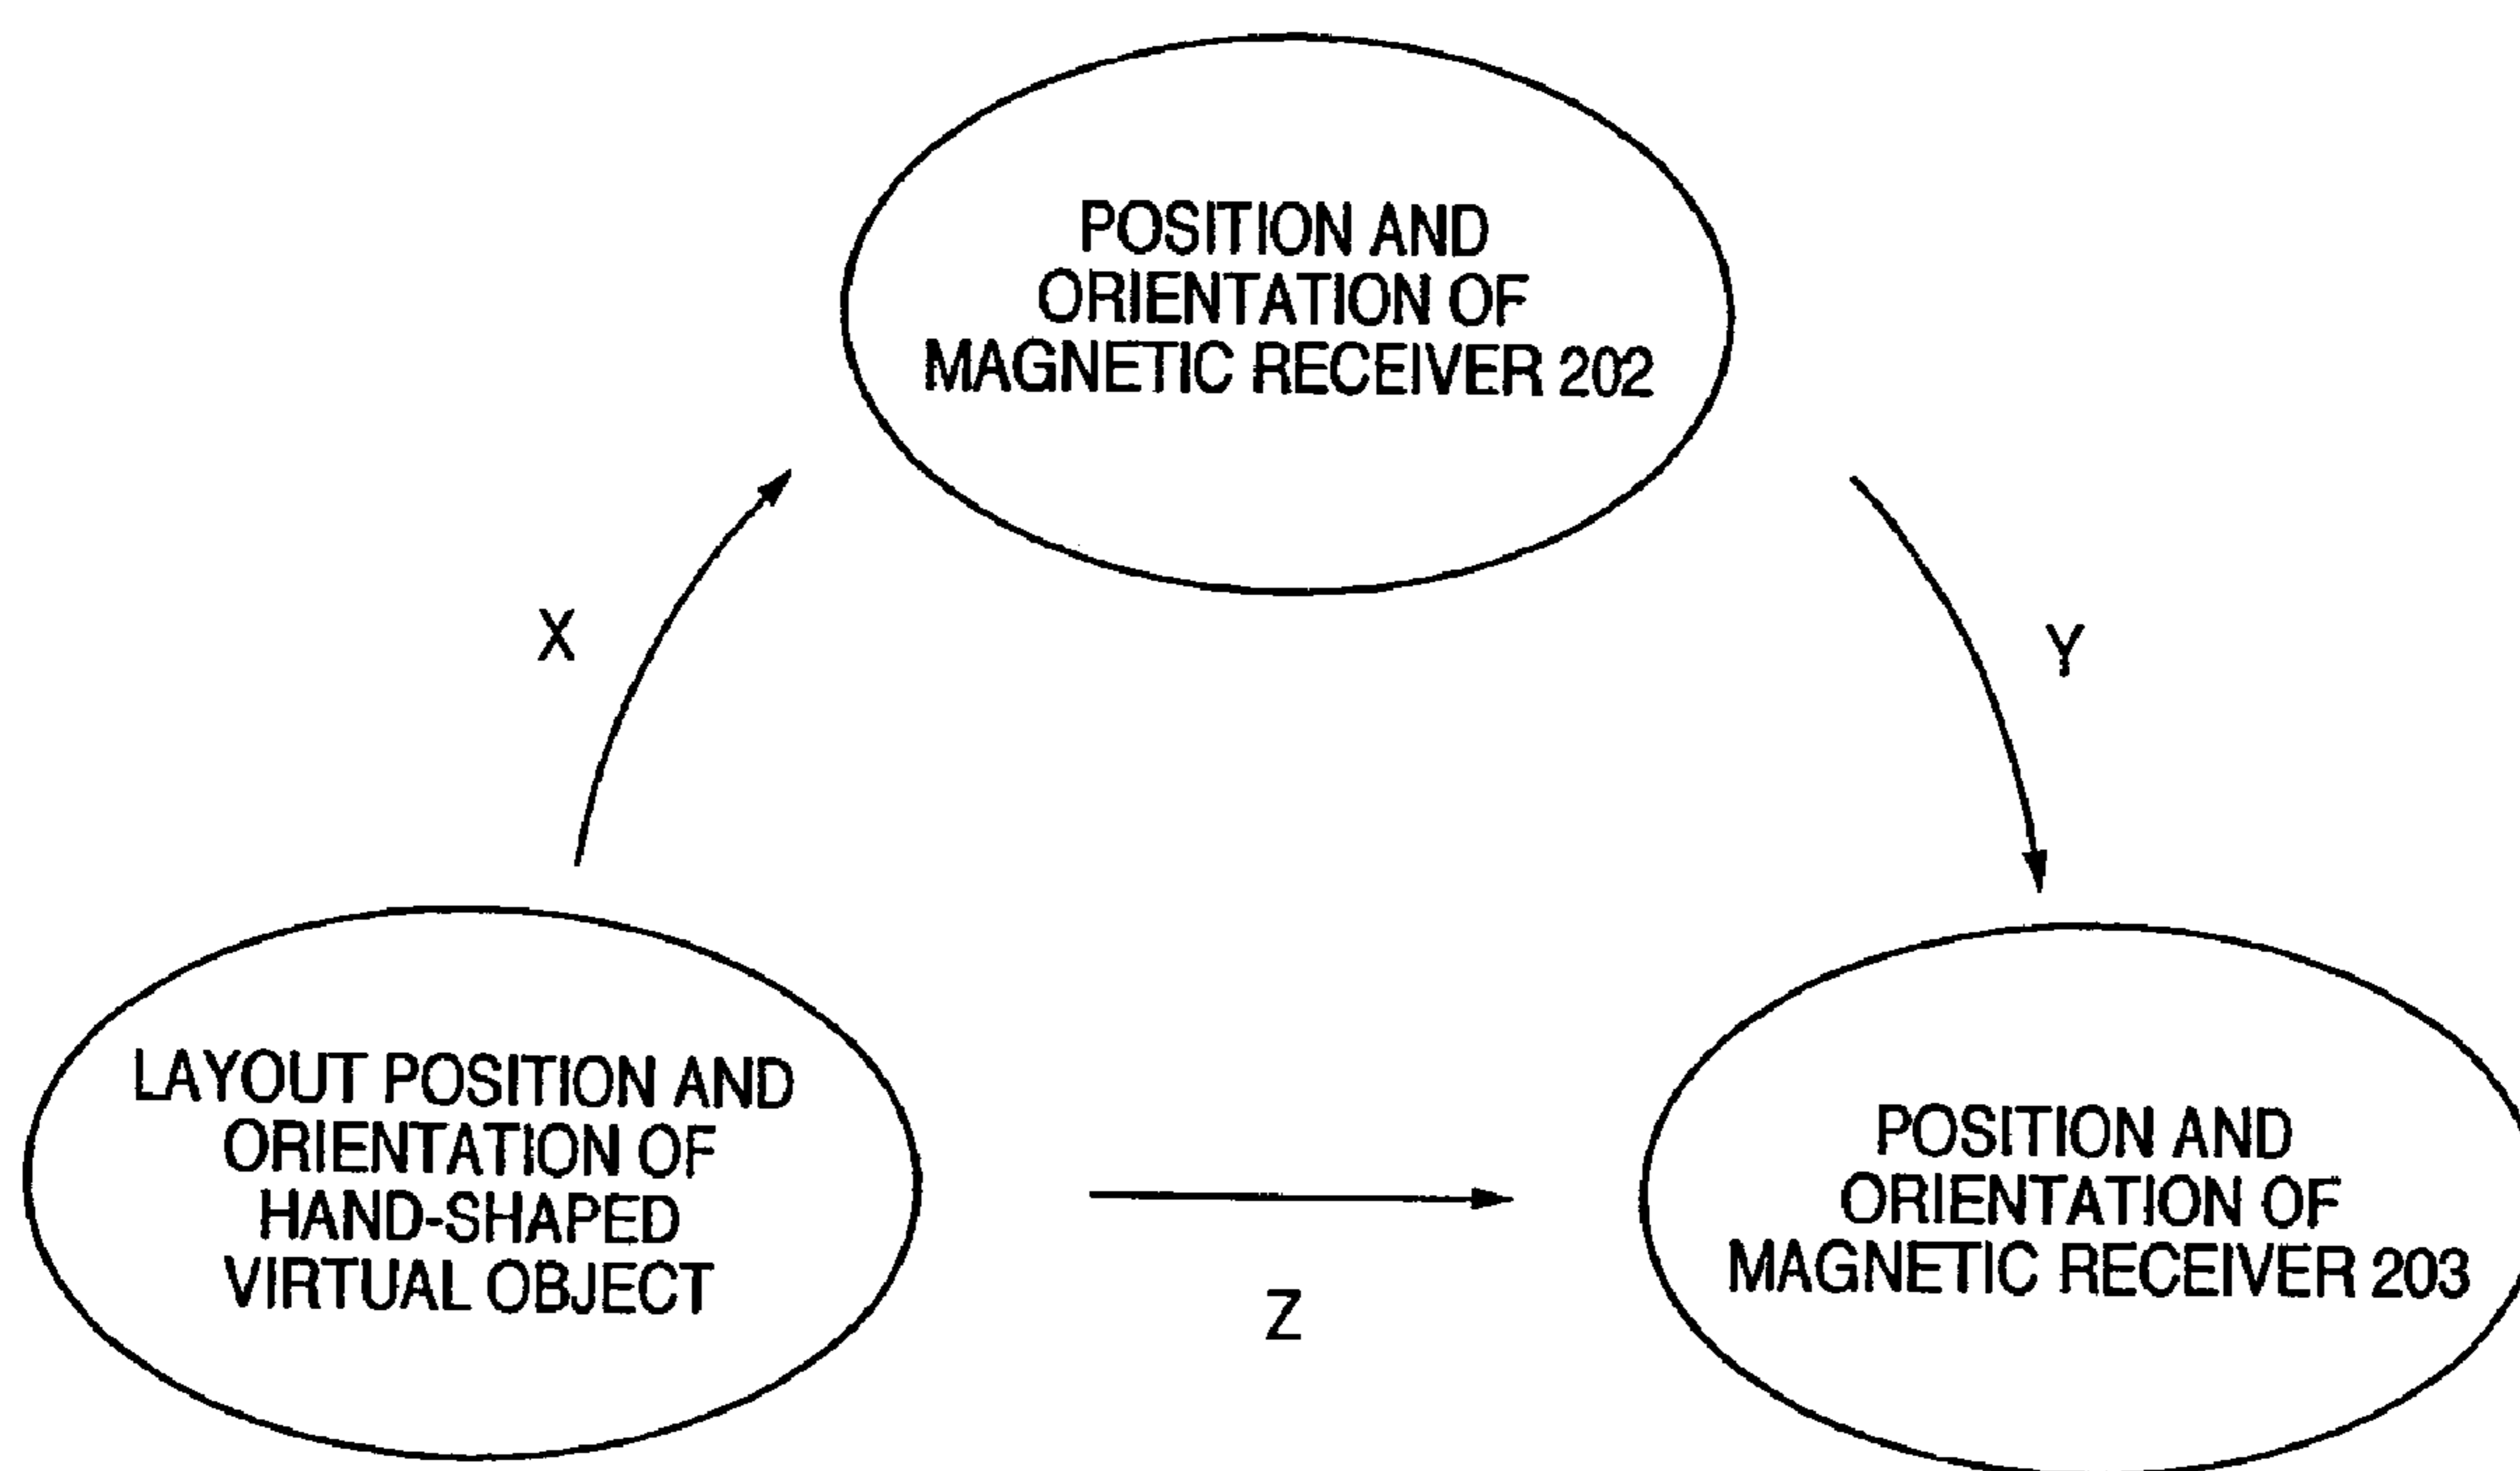 POSITION AND
ORIENTATION OF
MAGNETIC RECEIVER 202
X
Y
LAYOUT POSITION AND
ORIENTATION OF
HAND-SHAPED
VIRTUAL OBJECT
Z
POSITION AND
ORIENTATION OF
MAGNETIC RECEIVER 203